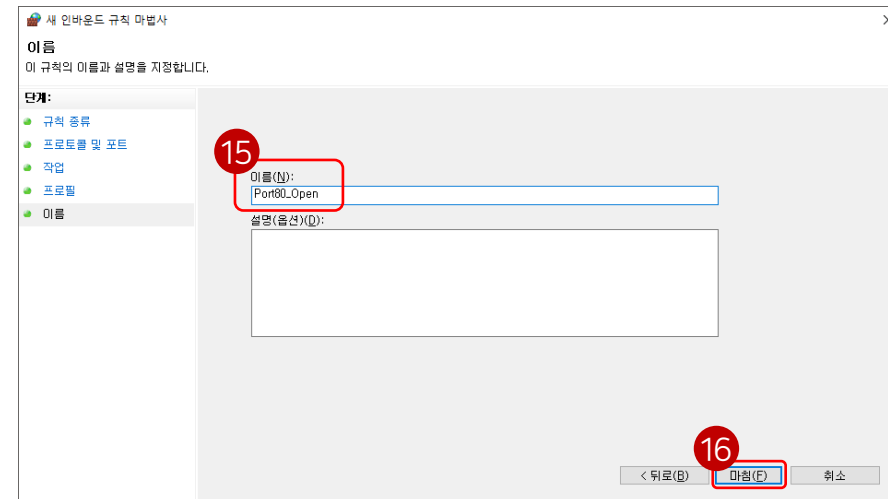 새 인바운드 규칙 마법사
이름
이 규칙의 이름과 설명을 지정합니다.
단계:
규칙 종류
프로토콜 및 포트
작업
프로필
이름
15
이름(N):
Port80_Open
설명(옵션)(D):
16
< 뒤로(B) 마침(F) 취소